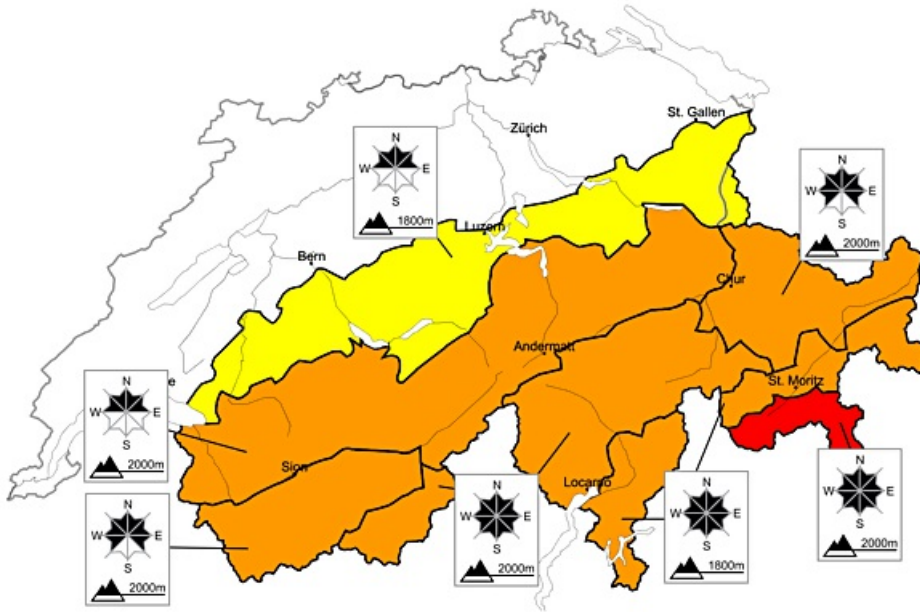 St. Gallen
Zürich
N
W E
S
1800m
Luzern
N
W E
S
2000m
Bern
Chur
Andermatt
St. Moritz
e
N
W E
S
2000m
Sion
Locarno
N
W E
S
2000m
N
W E
S
2000m
N
W E
S
1800m
N
W E
S
2000m